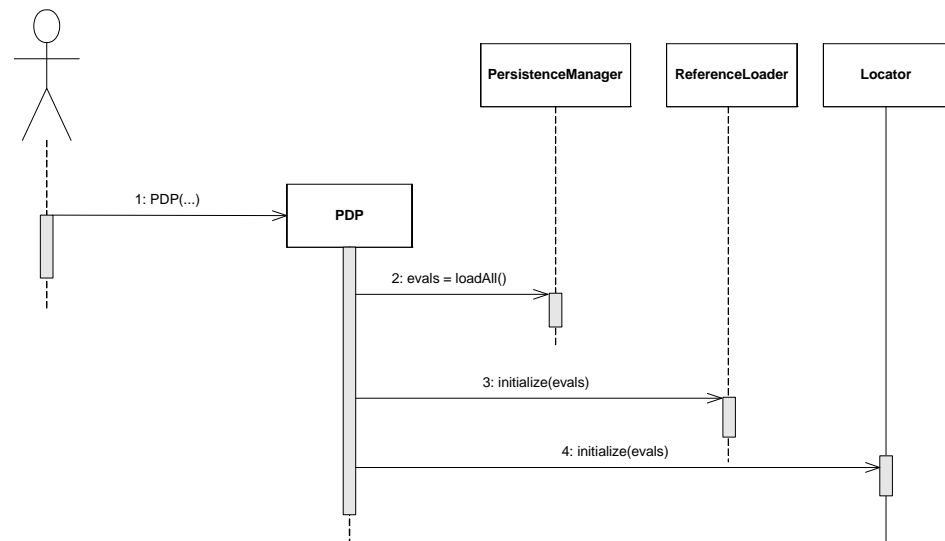 PersistenceManager
ReferenceLoader
Locator
1: PDP(...)
PDP
2: evals = loadAll()
3: initialize(evals)
4: initialize(evals)